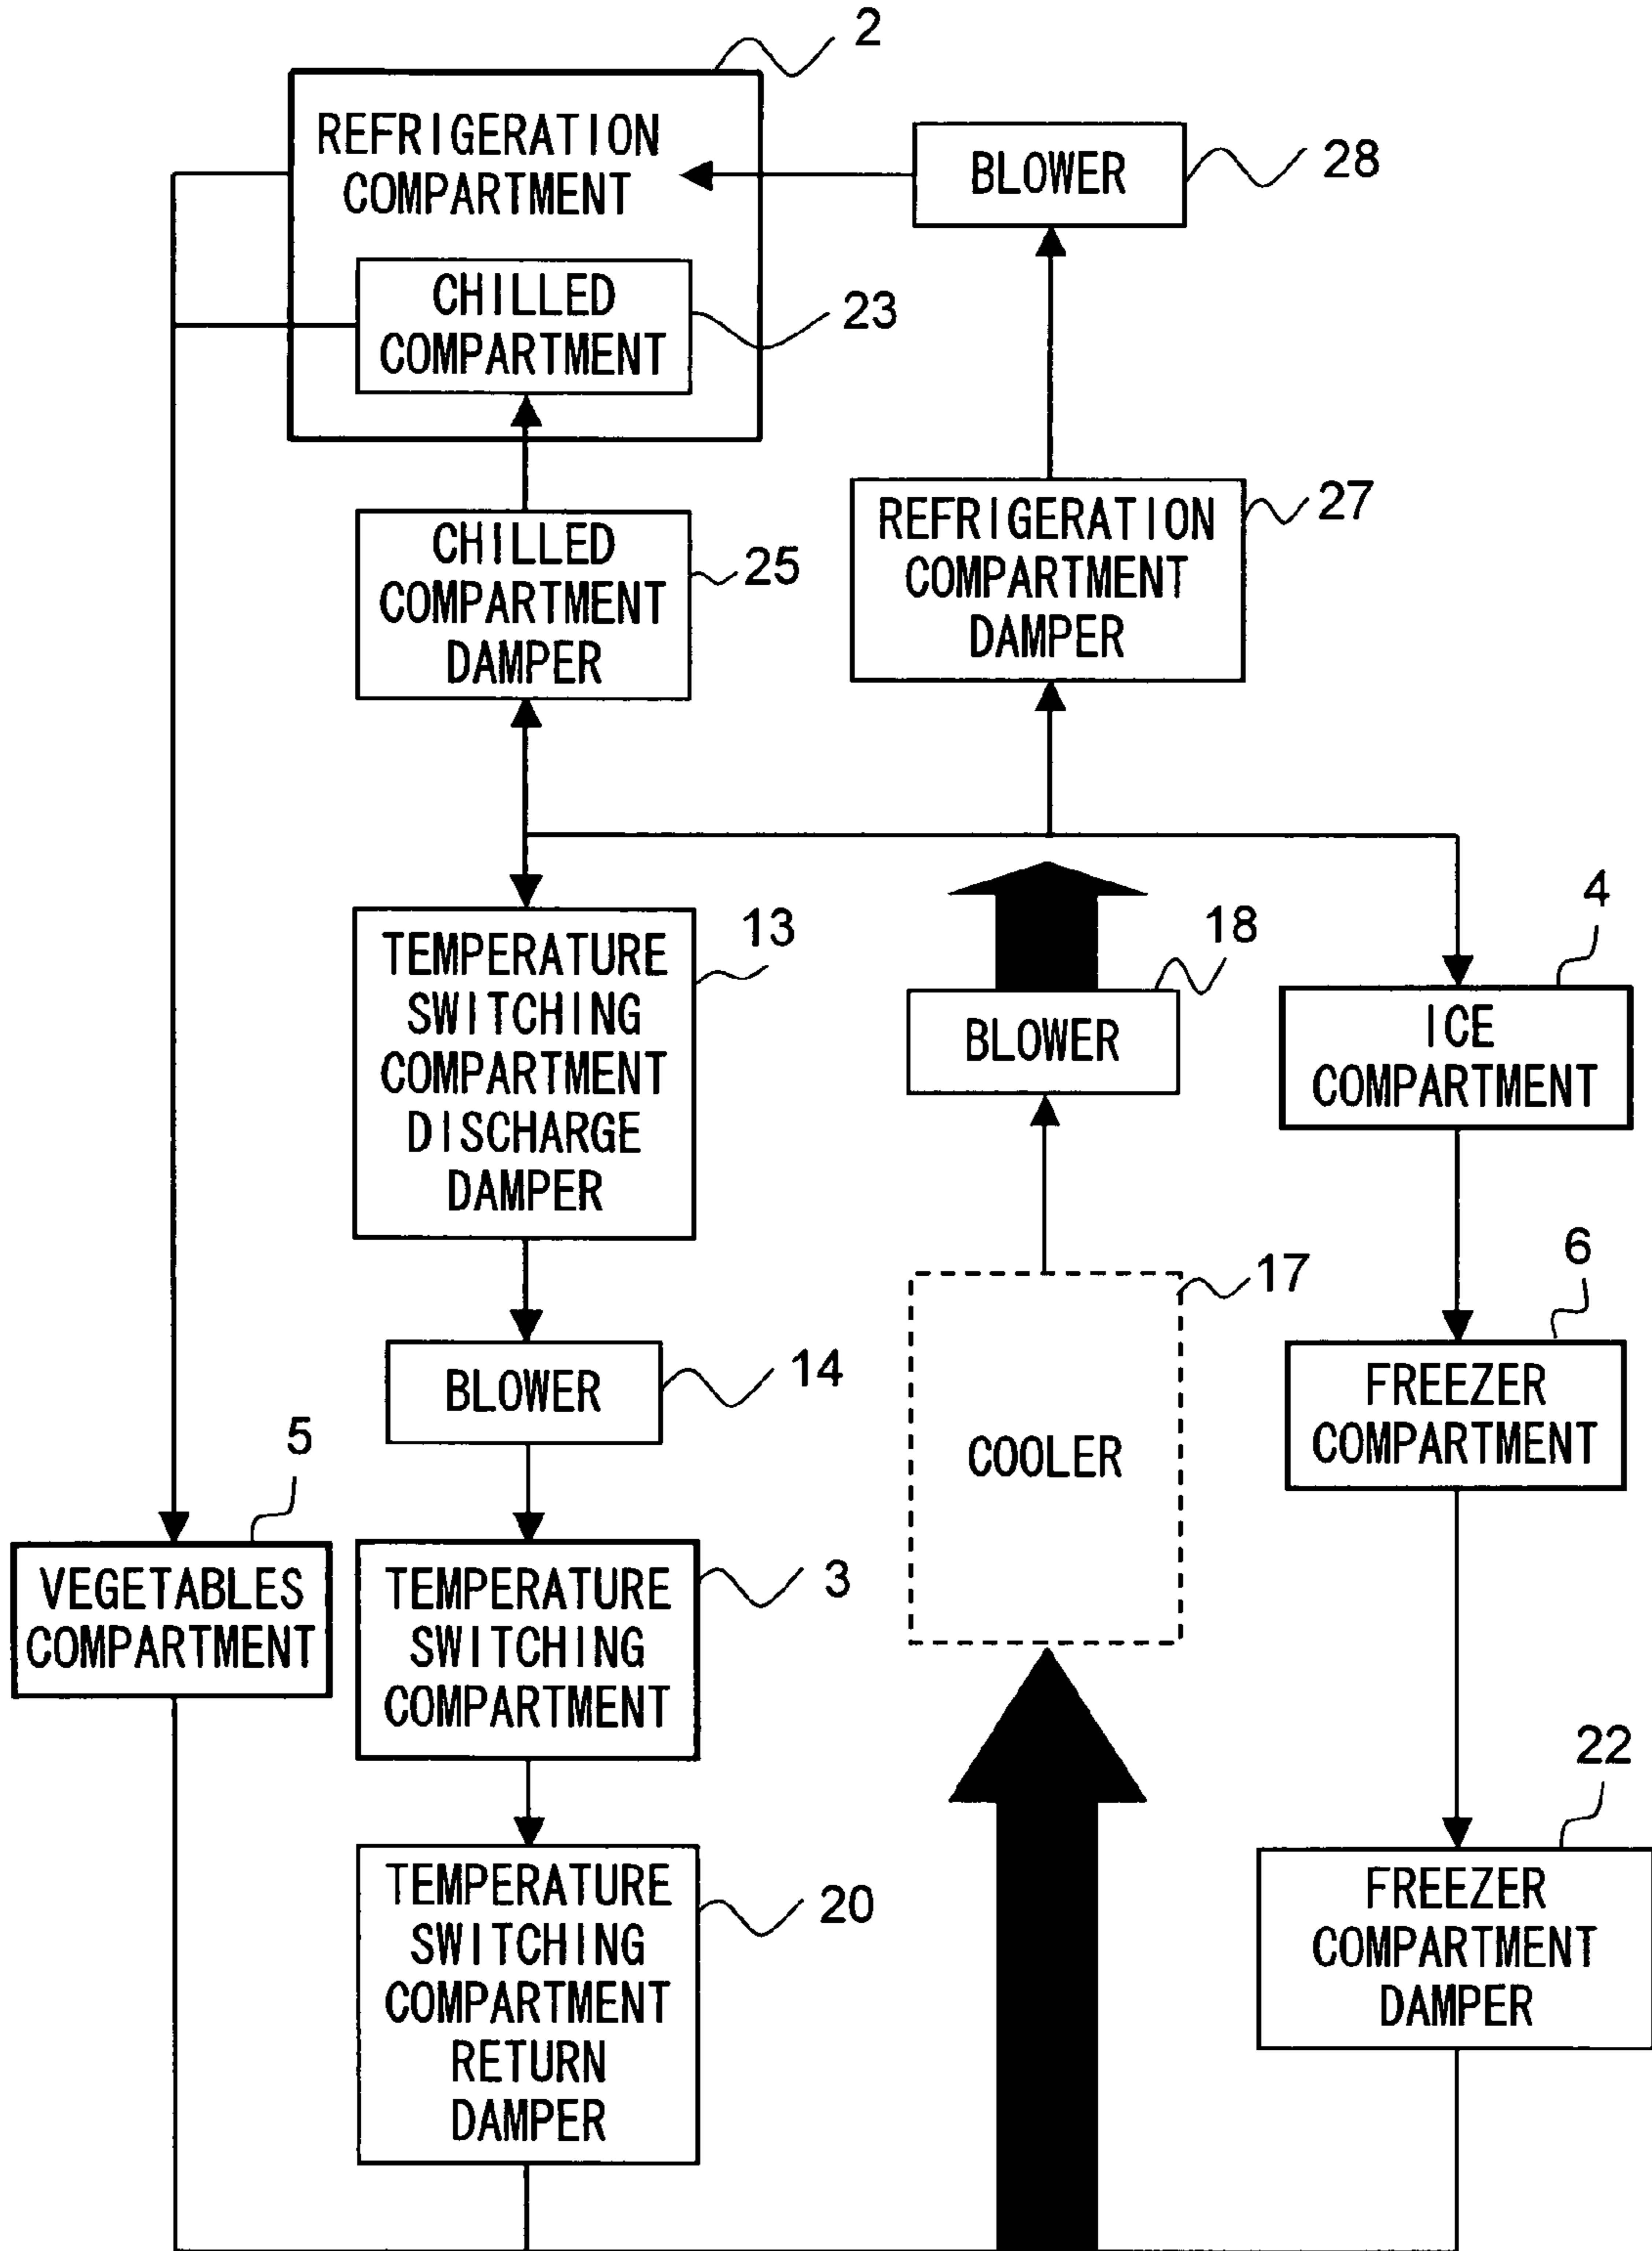 2
REFRIGERATION
COMPARTMENT
BLOWER
28
CHILLED
COMPARTMENT
23
CHILLED
COMPARTMENT
DAMPER
25
REFRIGERATION
COMPARTMENT
DAMPER
27
TEMPERATURE
SWITCHING
COMPARTMENT
DISCHARGE
DAMPER
13
BLOWER
18
ICE
COMPARTMENT
4
BLOWER
14
COOLER
17
FREEZER
COMPARTMENT
6
VEGETABLES
COMPARTMENT
5
TEMPERATURE
SWITCHING
COMPARTMENT
3
TEMPERATURE
SWITCHING
COMPARTMENT
RETURN
DAMPER
20
FREEZER
COMPARTMENT
DAMPER
22